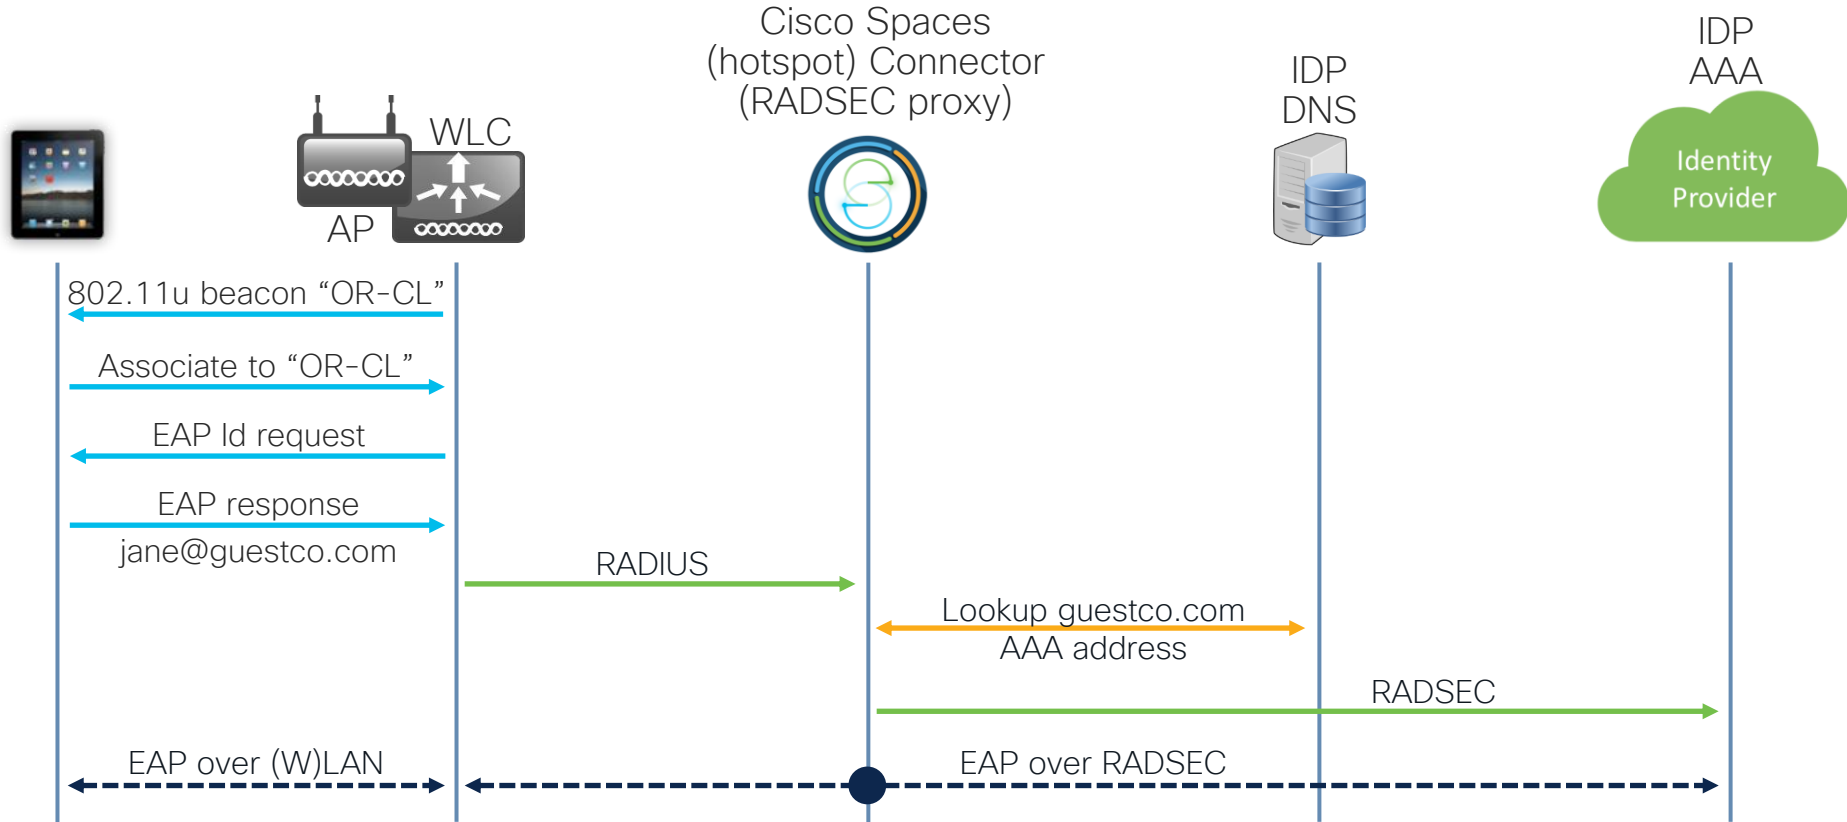 Cisco Spaces
(hotspot) Connector
(RADSEC proxy)
IDP
DNS
IDP
AAA
WLC
AP
Identity
Provider
802.11u beacon “OR-CL”
Associate to “OR-CL”
EAP Id request
EAP response
jane@guestco.com
RADIUS
Lookup guestco.com
AAA address
RADSEC
EAP over (W)LAN
EAP over RADSEC